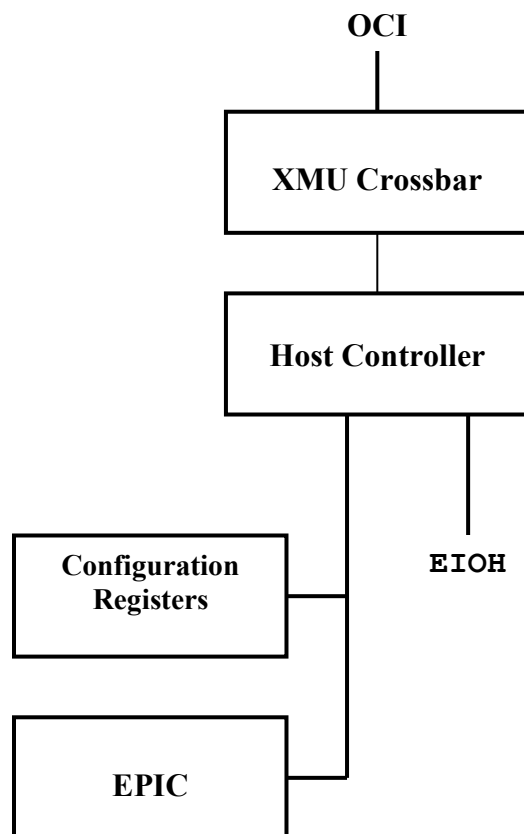 OCI
XMU Crossbar
Host Controller
Configuration
Registers
EIOH
EPIC